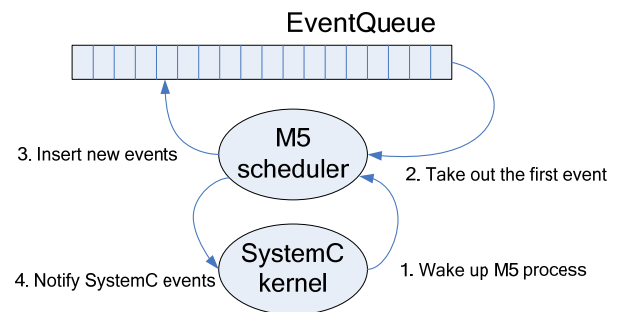 EventQueue
M5
scheduler
3. Insert new events
2. Take out the first event
SystemC
kernel
4. Notify SystemC events
1. Wake up M5 process